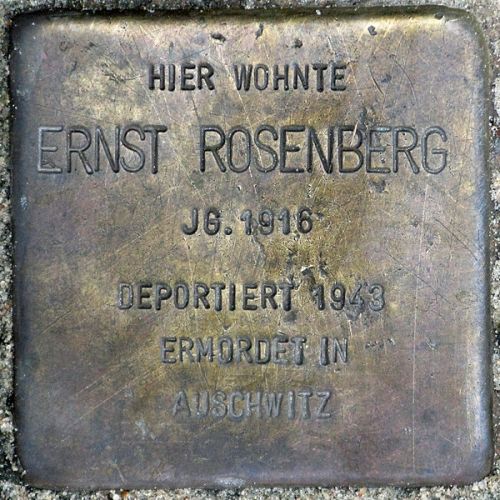 HIER WOHNTE
ERNST ROSENBERG
JG. 1916
DEPORTIERT 1943
ERMORDET IN
AUSCHWITZ